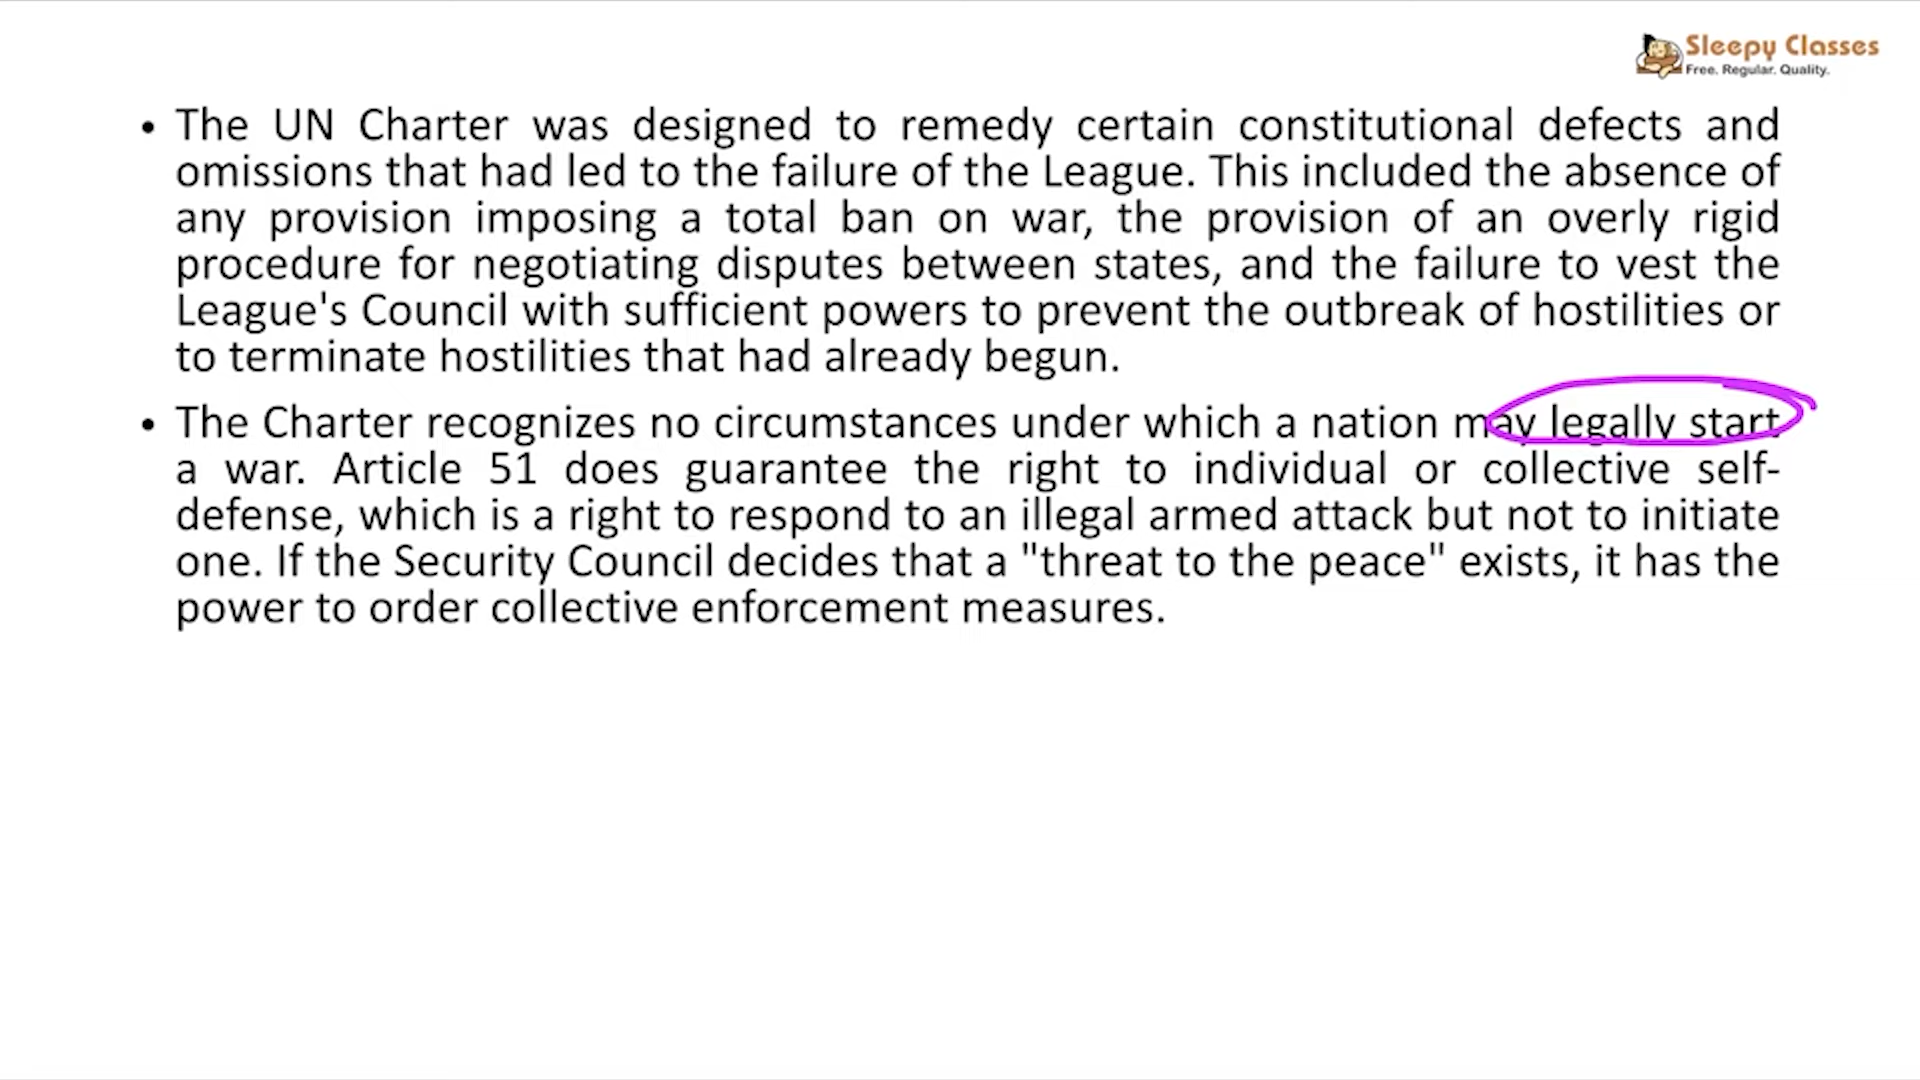 Sleepy Classes
Free. Regular. Quality.
• The UN Charter was designed to remedy certain constitutional defects and
omissions that had led to the failure of the League. This included the absence of
any provision imposing a total ban on war, the provision of an overly rigid
procedure for negotiating disputes between states, and the failure to vest the
League's Council with sufficient powers to prevent the outbreak of hostilities or
to terminate hostilities that had already begun.
• The Charter recognizes no circumstances under which a nation may legally start
a war. Article 51 does guarantee the right to individual or collective self-
defense, which is a right to respond to an illegal armed attack but not to initiate
one. If the Security Council decides that a "threat to the peace" exists, it has the
power to order collective enforcement measures.